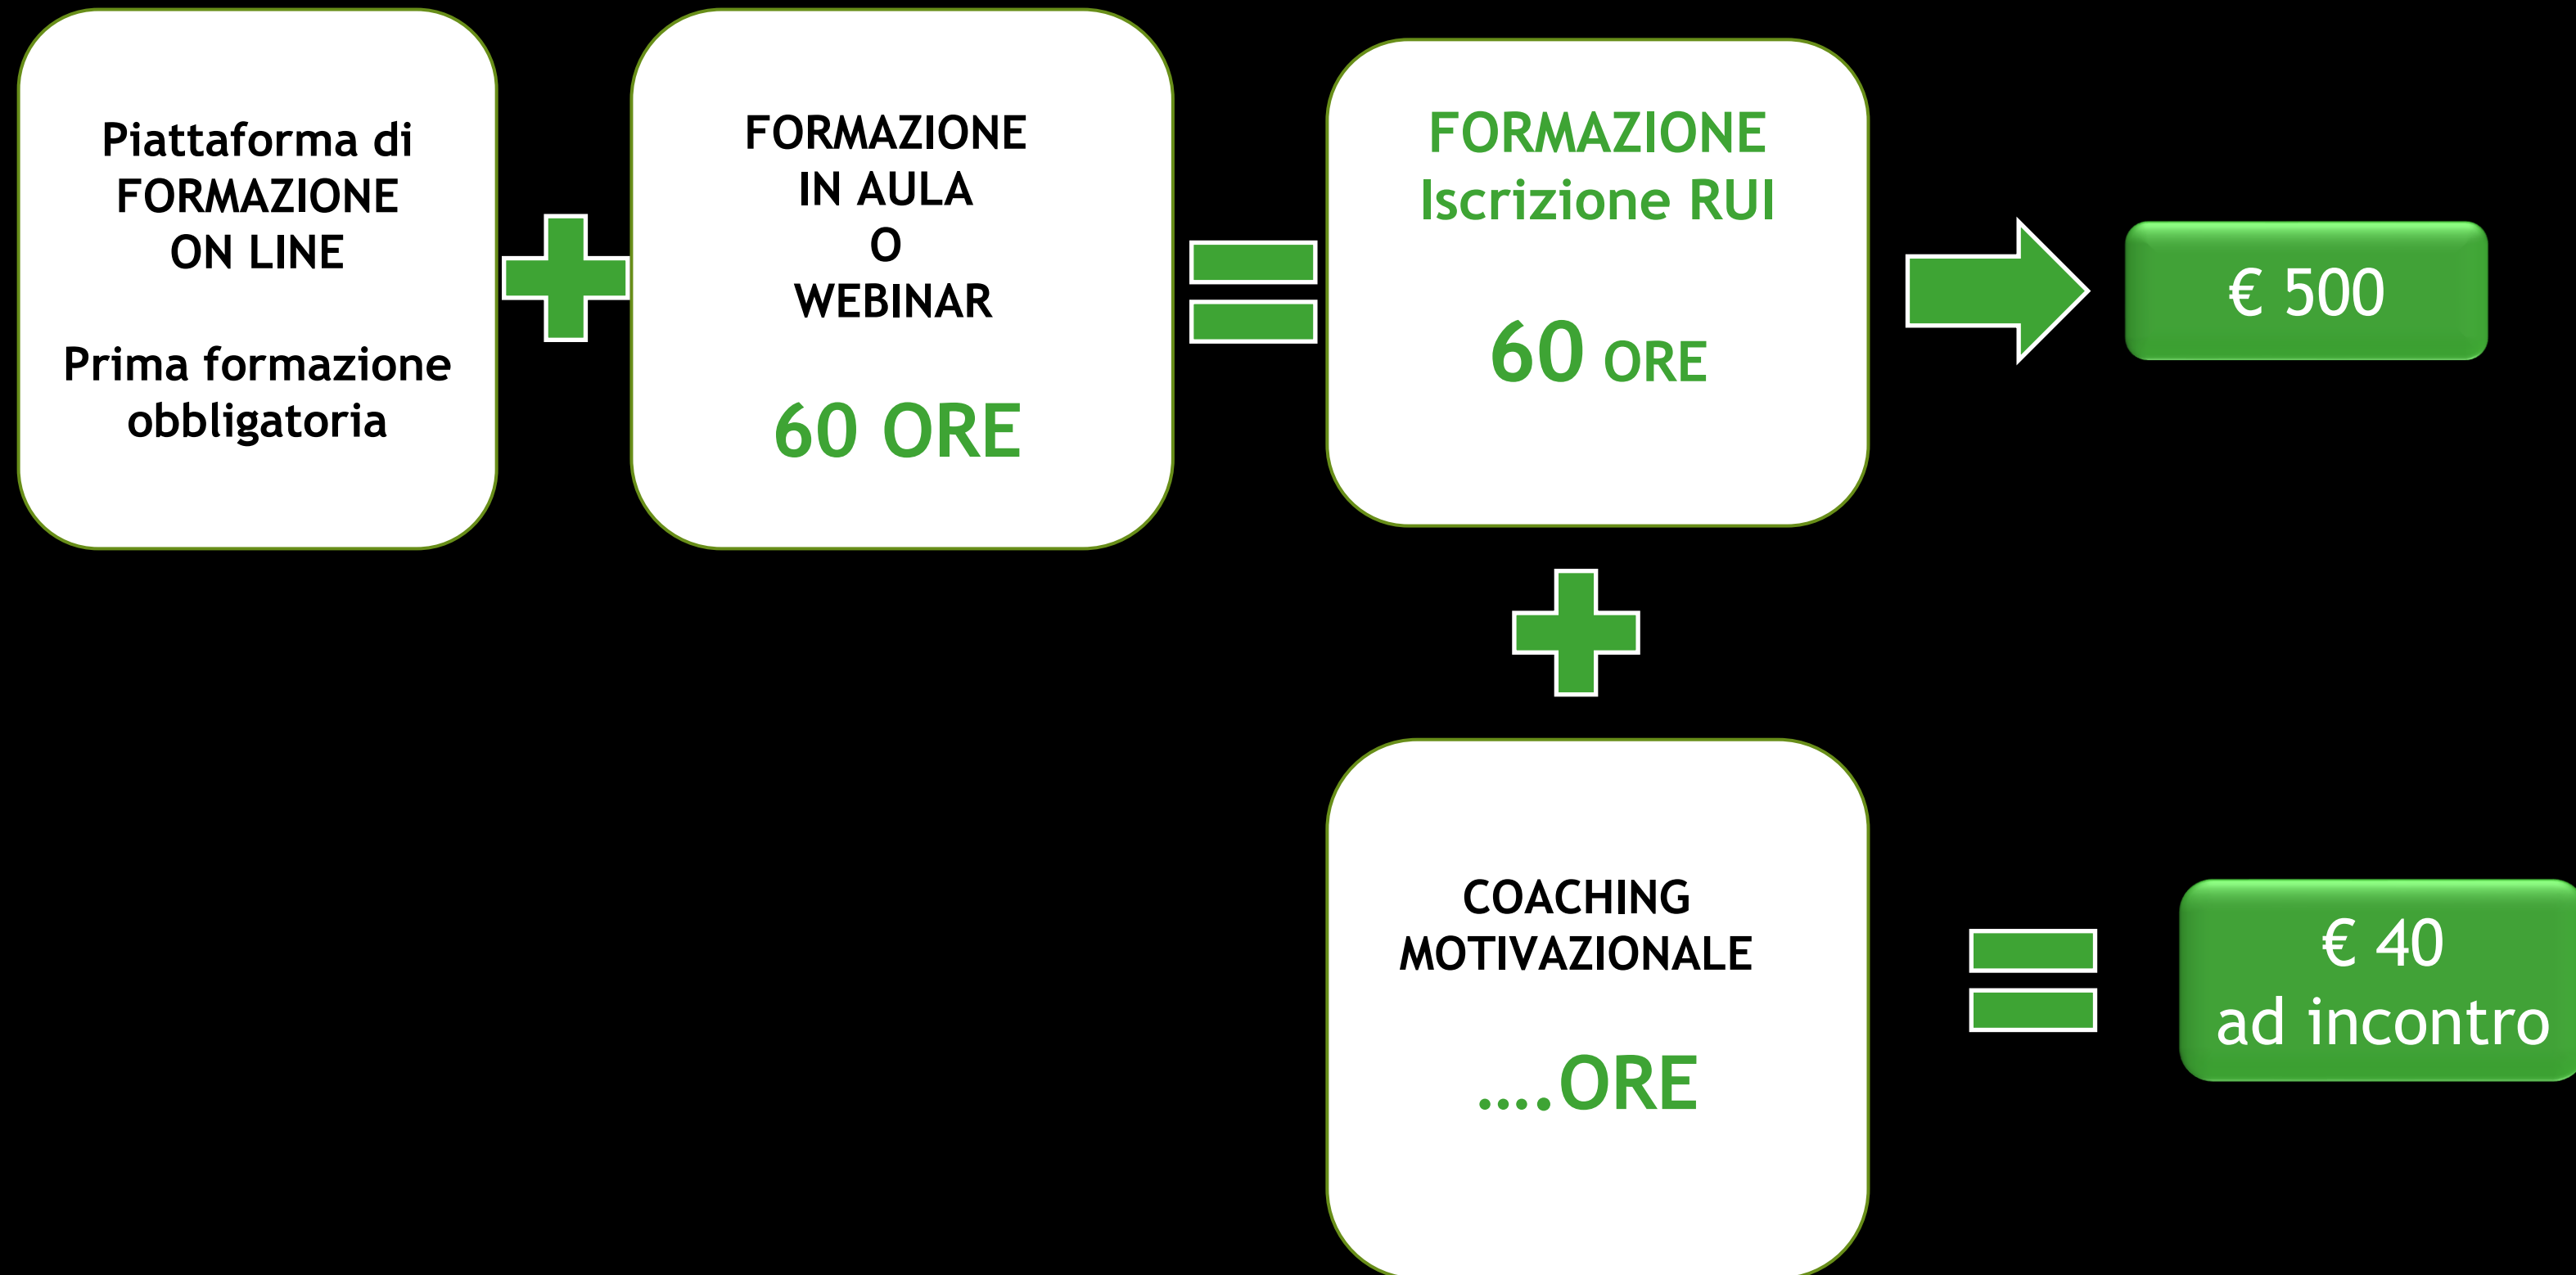 Piattaforma di
FORMAZIONE
ON LINE
Prima formazione
obbligatoria
FORMAZIONE
IN AULA
O
WEBINAR
60 ORE
FORMAZIONE
Iscrizione RUI
60 ORE
€ 500
COACHING
MOTIVAZIONALE
....ORE
€ 40
ad incontro